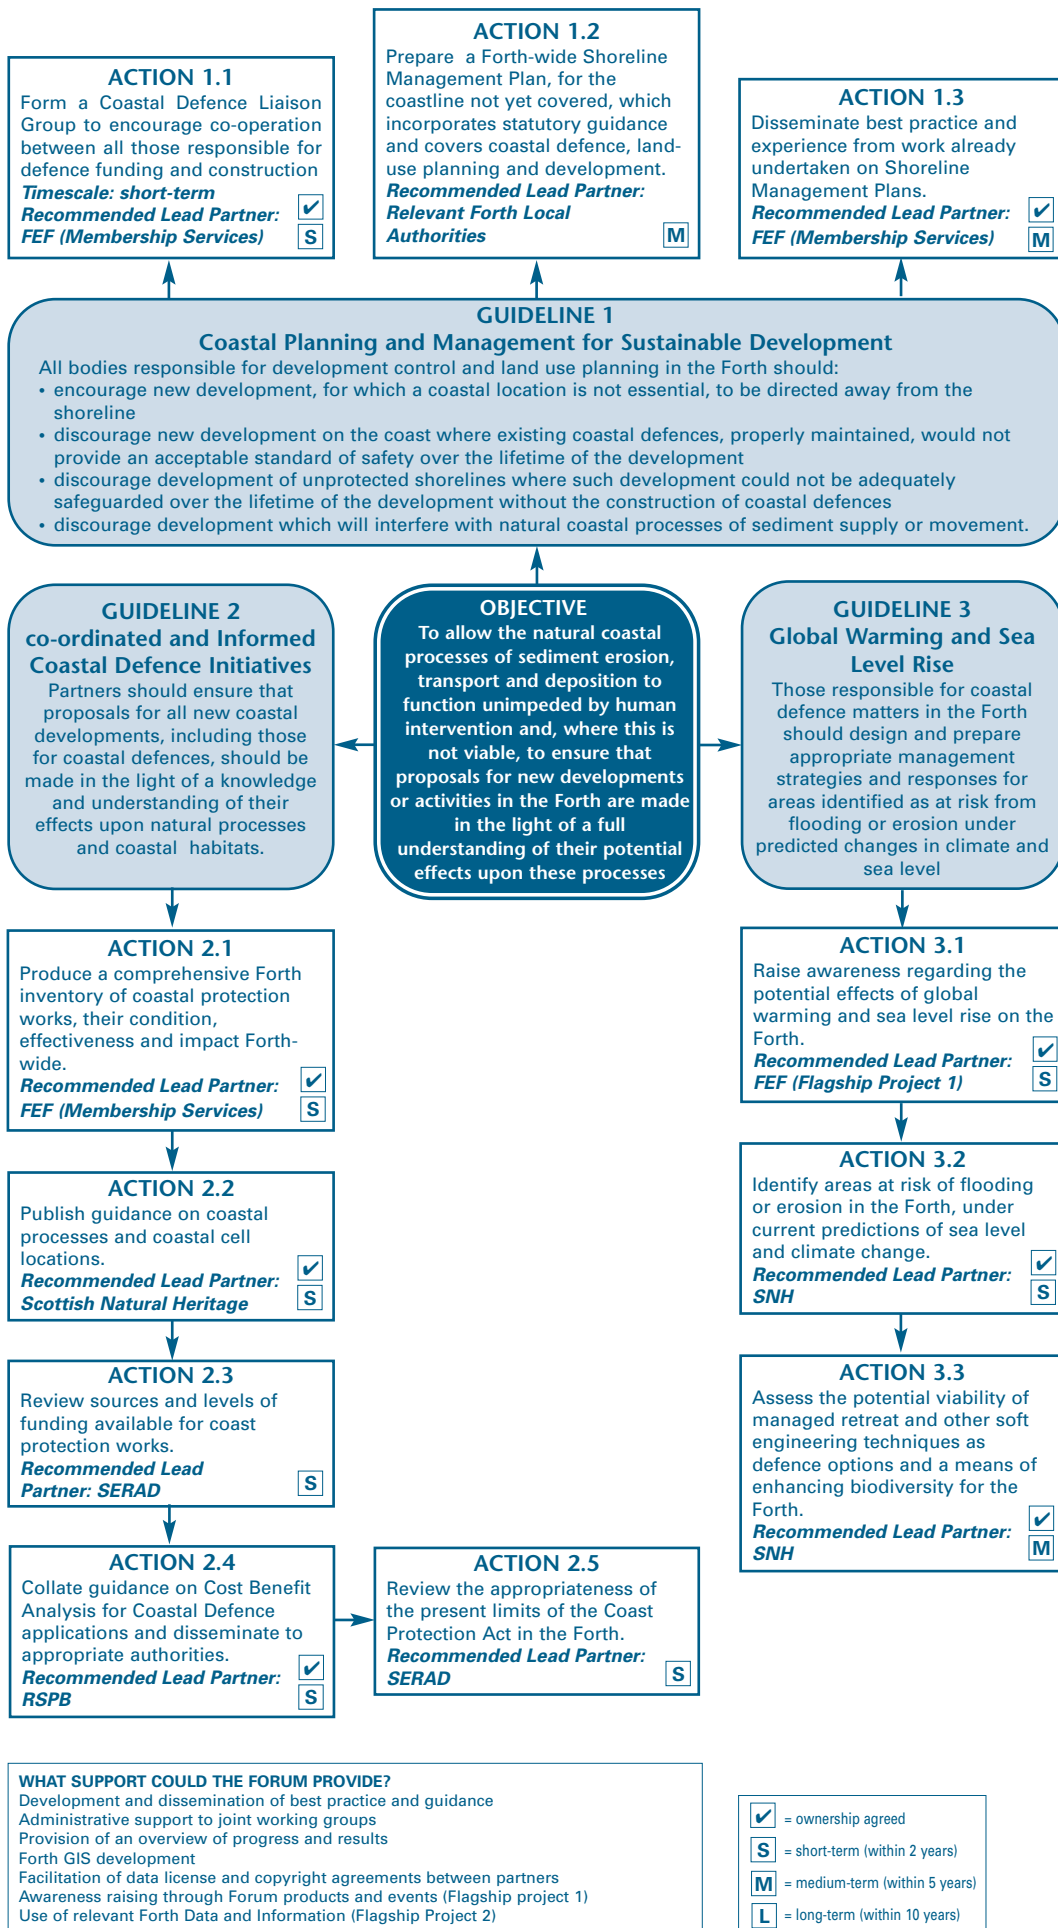 ACTION 1.1
Form a Coastal Defence Liaison
Group to encourage co-operation
between all those responsible for
defence funding and construction
Timescale: short-term
Recommended Lead Partner: ✔
FEF (Membership Services) S
ACTION 1.2
Prepare a Forth-wide Shoreline
Management Plan, for the
coastline not yet covered, which
incorporates statutory guidance
and covers coastal defence, land-
use planning and development.
Recommended Lead Partner:
Relevant Forth Local
Authorities M
ACTION 1.3
Disseminate best practice and
experience from work already
undertaken on Shoreline
Management Plans.
Recommended Lead Partner: ✔
FEF (Membership Services) M
GUIDELINE 1
Coastal Planning and Management for Sustainable Development
All bodies responsible for development control and land use planning in the Forth should:
• encourage new development, for which a coastal location is not essential, to be directed away from the
shoreline
• discourage new development on the coast where existing coastal defences, properly maintained, would not
provide an acceptable standard of safety over the lifetime of the development
• discourage development of unprotected shorelines where such development could not be adequately
safeguarded over the lifetime of the development without the construction of coastal defences
• discourage development which will interfere with natural coastal processes of sediment supply or movement.
GUIDELINE 2
co-ordinated and Informed
Coastal Defence Initiatives
Partners should ensure that
proposals for all new coastal
developments, including those
for coastal defences, should be
made in the light of a knowledge
and understanding of their
effects upon natural processes
and coastal habitats.
OBJECTIVE
To allow the natural coastal
processes of sediment erosion,
transport and deposition to
function unimpeded by human
intervention and, where this is
not viable, to ensure that
proposals for new developments
or activities in the Forth are made
in the light of a full
understanding of their potential
effects upon these processes
GUIDELINE 3
Global Warming and Sea
Level Rise
Those responsible for coastal
defence matters in the Forth
should design and prepare
appropriate management
strategies and responses for
areas identified as at risk from
flooding or erosion under
predicted changes in climate and
sea level
ACTION 2.1
Produce a comprehensive Forth
inventory of coastal protection
works, their condition,
effectiveness and impact Forth-
wide.
Recommended Lead Partner: ✔
FEF (Membership Services) S
ACTION 2.2
Publish guidance on coastal
processes and coastal cell
locations.
Recommended Lead Partner: ✔
Scottish Natural Heritage S
ACTION 2.3
Review sources and levels of
funding available for coast
protection works.
Recommended Lead
Partner: SERAD S
ACTION 2.4
Collate guidance on Cost Benefit
Analysis for Coastal Defence
applications and disseminate to
appropriate authorities.
Recommended Lead Partner: ✔
RSPB S
ACTION 2.5
Review the appropriateness of
the present limits of the Coast
Protection Act in the Forth.
Recommended Lead Partner:
SERAD S
ACTION 3.1
Raise awareness regarding the
potential effects of global
warming and sea level rise on the
Forth.
Recommended Lead Partner: ✔
FEF (Flagship Project 1) S
ACTION 3.2
Identify areas at risk of flooding
or erosion in the Forth, under
current predictions of sea level
and climate change.
Recommended Lead Partner: ✔
SNH S
ACTION 3.3
Assess the potential viability of
managed retreat and other soft
engineering techniques as
defence options and a means of
enhancing biodiversity for the
Forth.
Recommended Lead Partner: ✔
SNH M
WHAT SUPPORT COULD THE FORUM PROVIDE?
Development and dissemination of best practice and guidance
Administrative support to joint working groups
Provision of an overview of progress and results
Forth GIS development
Facilitation of data license and copyright agreements between partners
Awareness raising through Forum products and events (Flagship project 1)
Use of relevant Forth Data and Information (Flagship Project 2)
✔ = ownership agreed
S = short-term (within 2 years)
M = medium-term (within 5 years)
L = long-term (within 10 years)